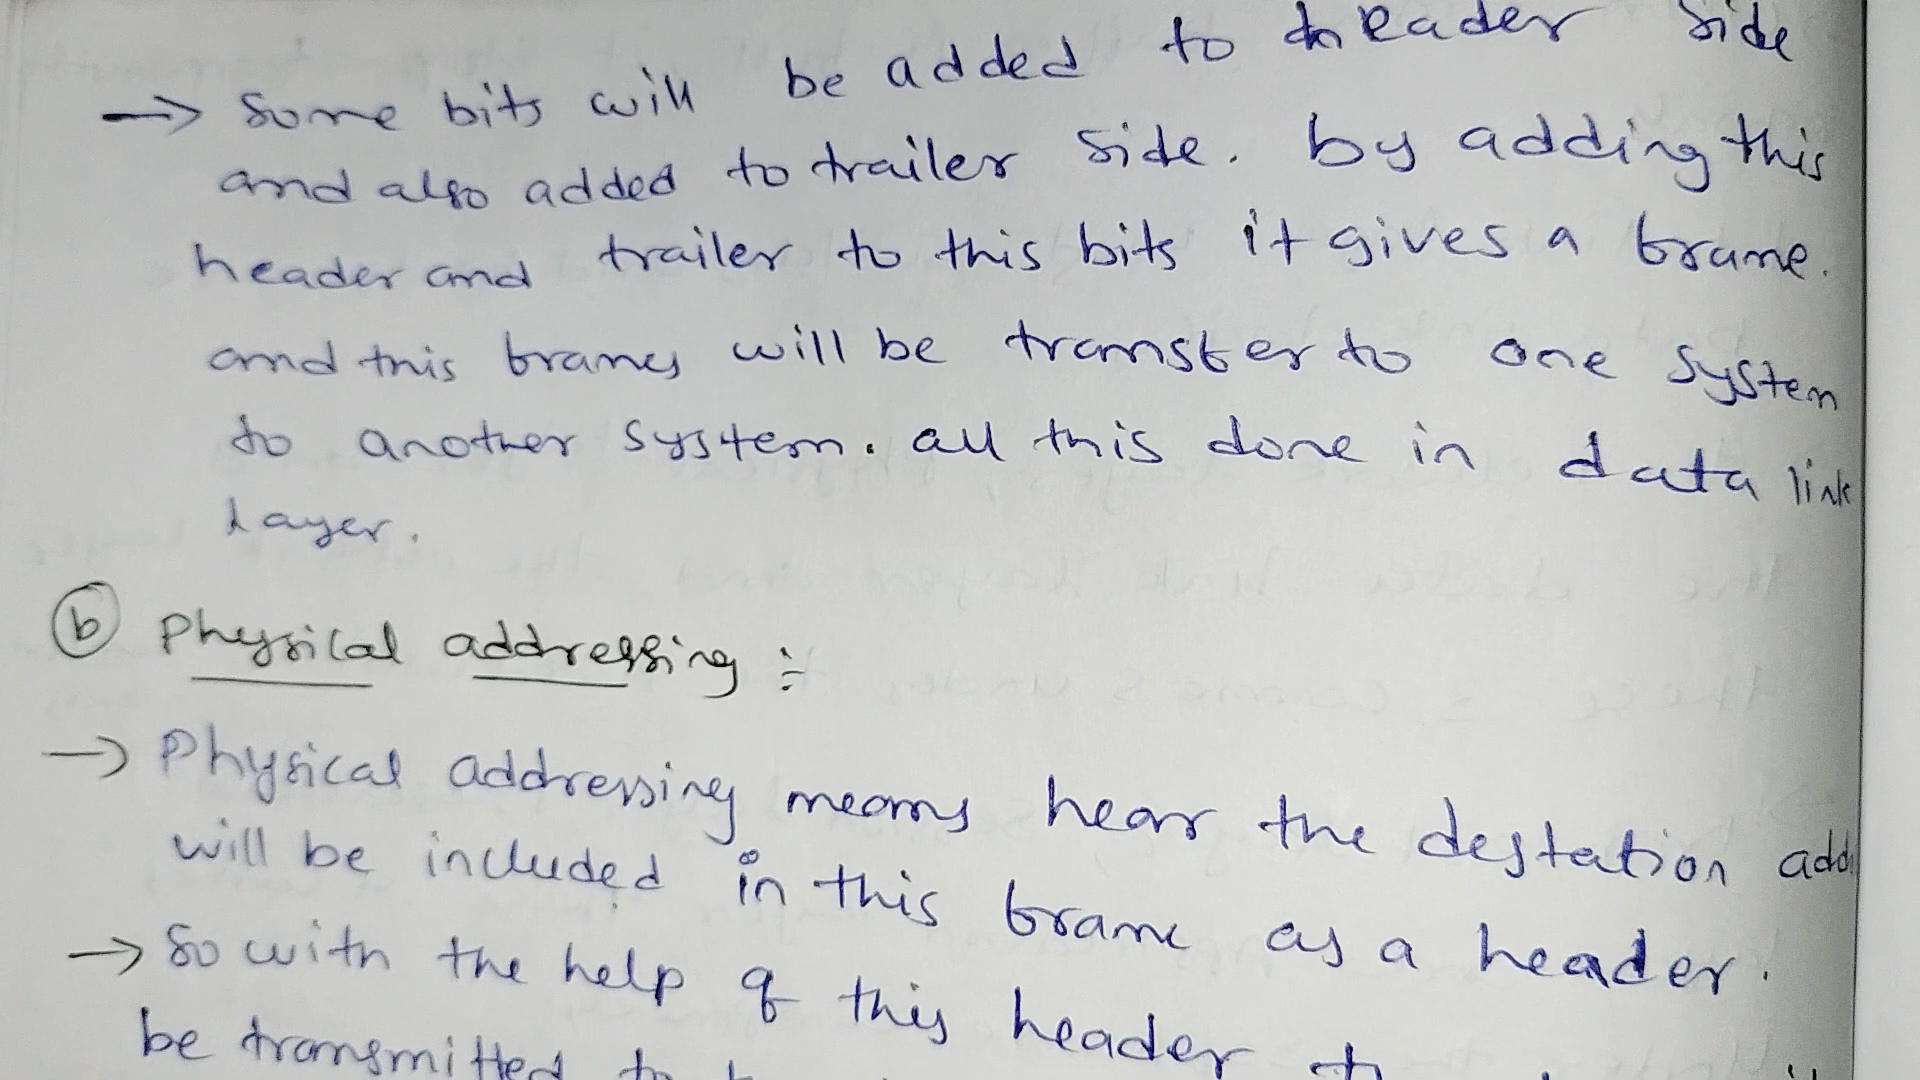 → Some bits will be added to header side
and also added to trailer side. by adding this
header and trailer to this bits it gives a frame.
and this frames will be transfer to one system
to another system. all this done in data link
layer.
ⓑ Physical addressing :-
→ Physical addressing means hear the destation add
will be included in this frame as a header.
→ So with the help of this header
be transmitted to